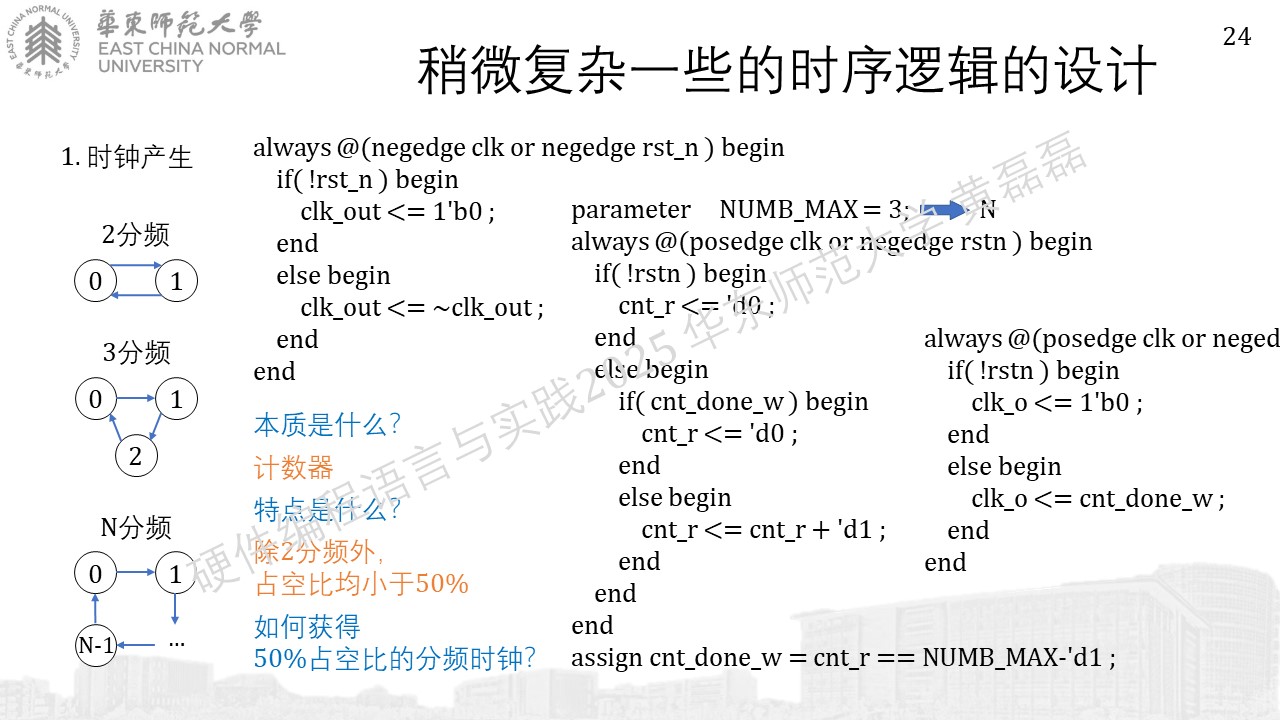 華東師範大學
EAST CHINA NORMAL
UNIVERSITY
EAST CHINA NORMAL UNIVERSITY
華東师范大学
24
稍微复杂一些的时序逻辑的设计
1. 时钟产生
2分频
0
1
3分频
0
1
2
N分频
0
1
N-1
...
always @(negedge clk or negedge rst_n ) begin
if( !rst_n ) begin
clk_out <= 1'b0 ;
end
else begin
clk_out <= ~clk_out ;
end
end
本质是什么？
计数器
特点是什么？
除2分频外，
占空比均小于50%
如何获得
50%占空比的分频时钟？
parameter NUMB_MAX = 3;
N
always @(posedge clk or negedge rstn ) begin
if( !rstn ) begin
cnt_r <= 'd0 ;
end
else begin
if( cnt_done_w ) begin
cnt_r <= 'd0 ;
end
else begin
cnt_r <= cnt_r + 'd1 ;
end
end
end
assign cnt_done_w = cnt_r == NUMB_MAX-'d1 ;
always @(posedge clk or neged
if( !rstn ) begin
clk_o <= 1'b0 ;
end
else begin
clk_o <= cnt_done_w ;
end
end
硬件编程语言与实践2025 华东师范大学 黄磊磊